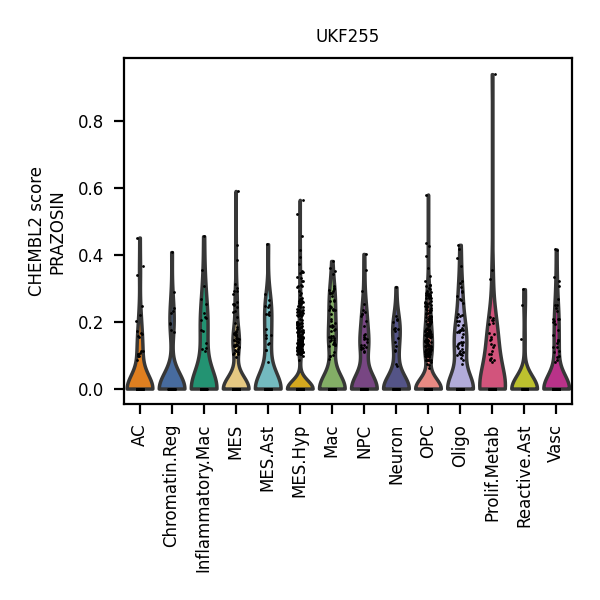 UKF255
CHEMBL2 score
PRAZOSIN
0.8
0.6
0.4
0.2
0.0
AC
Chromatin.Reg
Inflammatory.Mac
MES
MES.Ast
MES.Hyp
Mac
NPC
Neuron
OPC
Oligo
Prolif.Metab
Reactive.Ast
Vasc